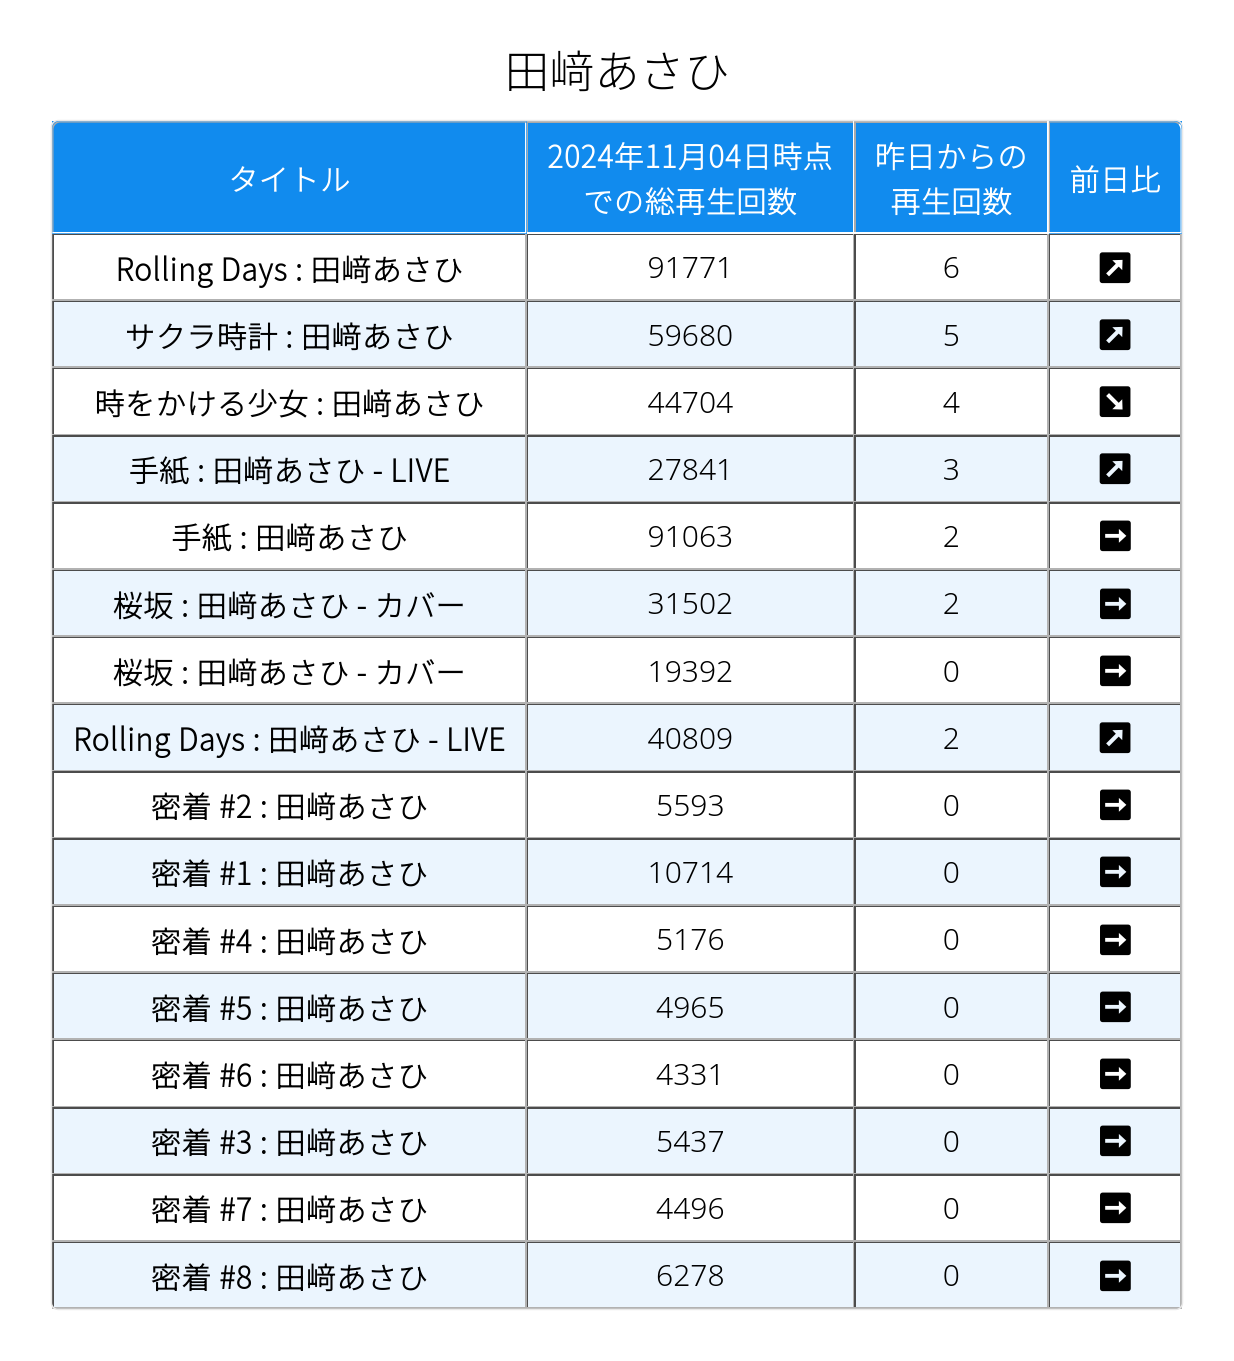 田﨑あさひ
タイトル 2024年11月04日時点での総再生回数 昨日からの再生回数 前日比
Rolling Days : 田﨑あさひ 91771 6 ↗
サクラ時計 : 田﨑あさひ 59680 5 ↗
時をかける少女 : 田﨑あさひ 44704 4 ↘
手紙 : 田﨑あさひ - LIVE 27841 3 ↗
手紙 : 田﨑あさひ 91063 2 →
桜坂 : 田﨑あさひ - カバー 31502 2 →
桜坂 : 田﨑あさひ - カバー 19392 0 →
Rolling Days : 田﨑あさひ - LIVE 40809 2 ↗
密着 #2 : 田﨑あさひ 5593 0 →
密着 #1 : 田﨑あさひ 10714 0 →
密着 #4 : 田﨑あさひ 5176 0 →
密着 #5 : 田﨑あさひ 4965 0 →
密着 #6 : 田﨑あさひ 4331 0 →
密着 #3 : 田﨑あさひ 5437 0 →
密着 #7 : 田﨑あさひ 4496 0 →
密着 #8 : 田﨑あさひ 6278 0 →